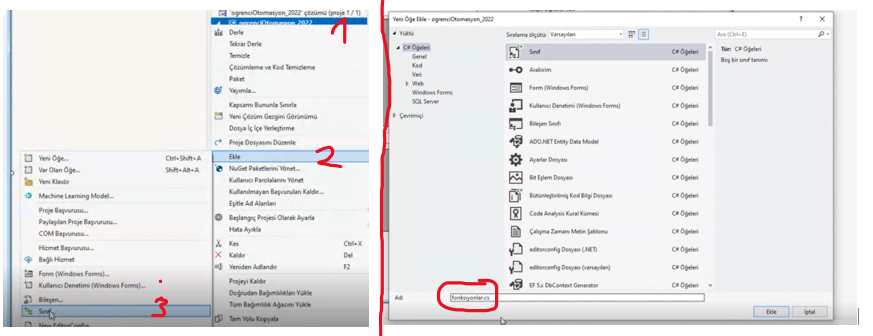 'ogrenciOtomasyon_2022' çözümü (proje 1 / 1)
ogrenciOtomasyon_2022
1
Derle
Tekrar Derle
Temizle
Çözümleme ve Kod Temizleme
Paket
Yayımla...
Kapsamı Bununla Sınırla
Yeni Çözüm Gezgini Görünümü
Dosya İç İçe Yerleştirme
Proje Dosyasını Düzenle
Ekle
2
NuGet Paketlerini Yönet...
Kullanıcı Parolalarını Yönet
Kullanılmayan Başvuruları Kaldır...
Eşitle Ad Alanları
Başlangıç Projesi Olarak Ayarla
Hata Ayıkla
Kes Ctrl+X
Kaldır Del
Yeniden Adlandır F2
Projeyi Kaldır
Doğrudan Bağımlılıkları Yükle
Tüm Bağımlılık Ağacını Yükle
Tam Yolu Kopyala
Yeni Öğe... Ctrl+Shift+A
Var Olan Öğe... Shift+Alt+A
Yeni Klasör
Machine Learning Model...
Proje Başvurusu...
Paylaşılan Proje Başvurusu...
COM Başvurusu...
Hizmet Başvurusu...
Bağlı Hizmet
Form (Windows Forms)...
Kullanıcı Denetimi (Windows Forms)...
Bileşen...
3
Sınıf...
New EditorConfig
Yeni Öğe Ekle - ogrenciOtomasyon_2022
? ×
Yüklü
Sıralama ölçütü: Varsayılan
Ara (Ctrl+E)
C# Öğeleri
Genel
Kod
Veri
Web
Windows Forms
SQL Server
Çevrimiçi
Sınıf C# Öğeleri
Arabirim C# Öğeleri
Form (Windows Forms) C# Öğeleri
Kullanıcı Denetimi (Windows Forms) C# Öğeleri
Bileşen Sınıfı C# Öğeleri
ADO.NET Entity Data Model C# Öğeleri
Ayarlar Dosyası C# Öğeleri
Bit Eşlem Dosyası C# Öğeleri
Bütünleştirilmiş Kod Bilgi Dosyası C# Öğeleri
Code Analysis Kural Kümesi C# Öğeleri
Çalışma Zamanı Metin Şablonu C# Öğeleri
editorconfig Dosyası (.NET) C# Öğeleri
editorconfig Dosyası (varsayılan) C# Öğeleri
EF 5.x DbContext Generator C# Öğeleri
Tür: C# Öğeleri
Boş bir sınıf tanımı
Ad: fonksiyonlar.cs
Ekle İptal